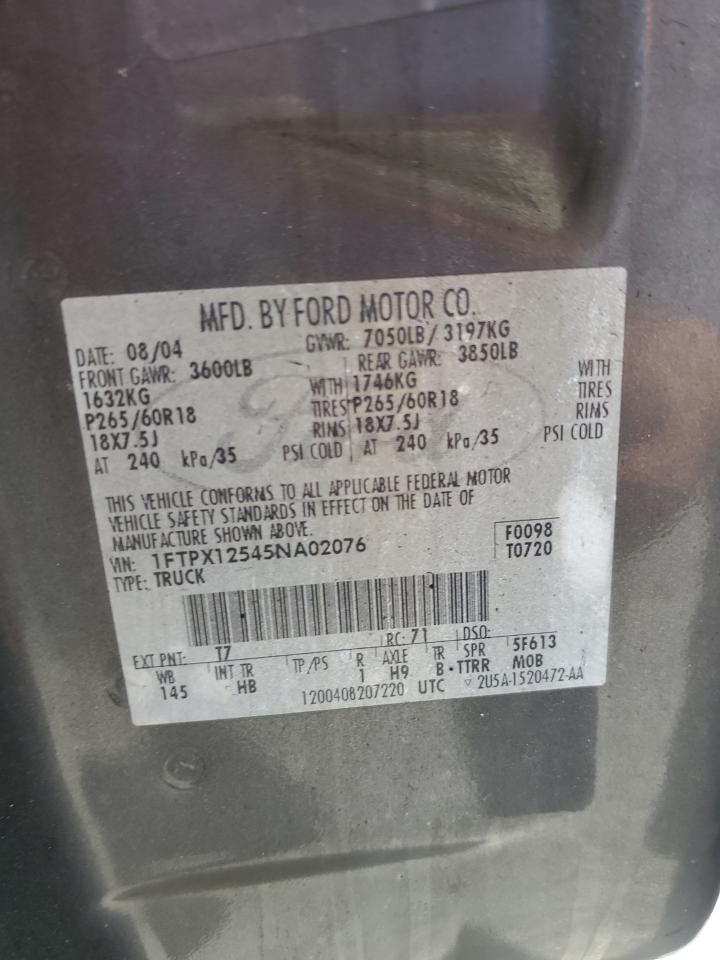 MFD. BY FORD MOTOR CO.
DATE: 08/04 GVWR: 7050LB/ 3197KG
FRONT GAWR: 3600LB REAR GAWR: 3850LB
1632KG WITH 1746KG WITH
P265/60R18 TIRES P265/60R18 TIRES
18X7.5J RIMS 18X7.5J RIMS
AT 240 kPa/35 PSI COLD AT 240 kPa/35 PSI COLD
THIS VEHICLE CONFORMS TO ALL APPLICABLE FEDERAL MOTOR
VEHICLE SAFETY STANDARDS IN EFFECT ON THE DATE OF
MANUFACTURE SHOWN ABOVE.
VIN: 1FTPX12545NA02076 F0098
TYPE: TRUCK T0720
EXT PNT: T7 RC: 71 DSO:
WB INT TR TP/PS R AXLE TR SPR 5F613
145 HB 1 H9 B TTRR MOB
1200408207220 UTC 2U5A-1520472-AA